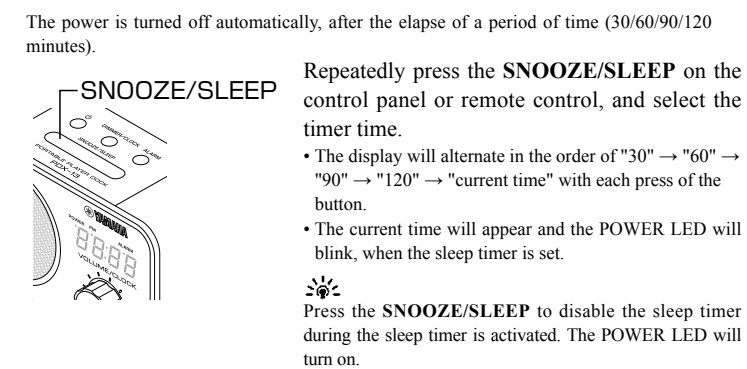 The power is turned off automatically, after the elapse of a period of time (30/60/90/120
minutes).
SNOOZE/SLEEP
DIMMER/CLOCK
ALARM
SNOOZE/SLEEP
PORTABLE PLAYER DOCK
PDX-13
YAMAHA
POWER
PM
ALARM
8:8:8
VOLUME/CLOCK
Repeatedly press the SNOOZE/SLEEP on the
control panel or remote control, and select the
timer time.
• The display will alternate in the order of "30" → "60" →
"90" → "120" → "current time" with each press of the
button.
• The current time will appear and the POWER LED will
blink, when the sleep timer is set.
Press the SNOOZE/SLEEP to disable the sleep timer
during the sleep timer is activated. The POWER LED will
turn on.